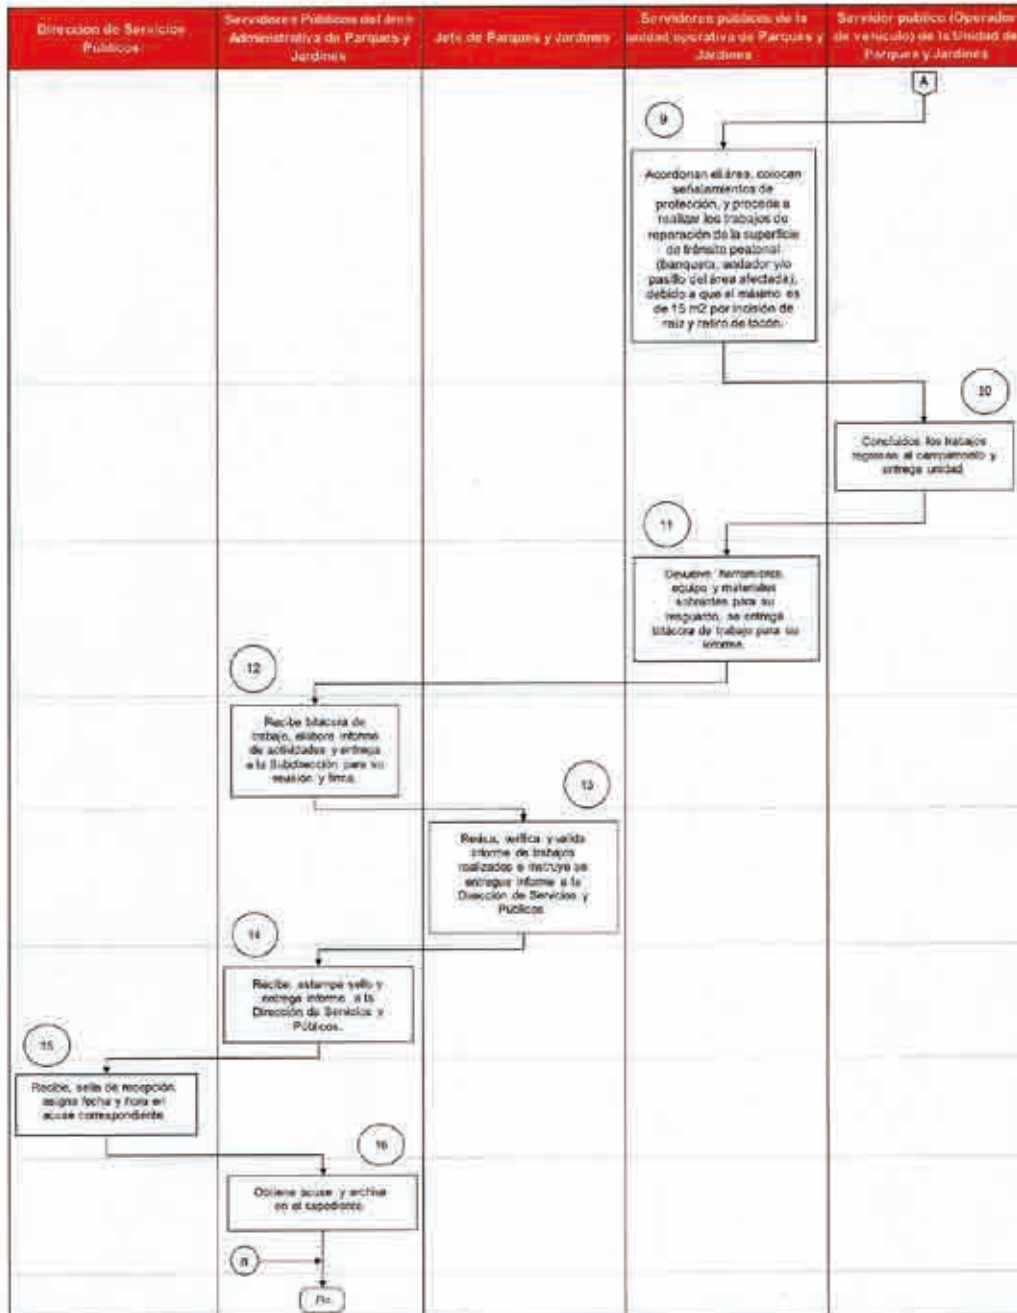 Dirección de Servicios
Públicos
Servidores Públicos del área
Administrativa de Parques y
Jardines
Jefe de Parques y Jardines
Servidores públicos de la
unidad operativa de Parques y
Jardines
Servidor público (Operador
de vehículo) de la Unidad de
Parques y Jardines
A
9
Acordonan el área, colocan
señalamientos de
protección, y procede a
realizar los trabajos de
reparación de la superficie
de tránsito peatonal
(banqueta, andador y/o
pasillo del área afectada),
debido a que el máximo es
de 15 m2 por incisión de
raíz y retiro de tocón.
10
Concluidos los trabajos
regresan al campamento y
entrega unidad.
11
Devuelve herramienta,
equipo y materiales
sobrantes para su
resguardo, se entrega
bitácora de trabajo para su
informe.
12
Recibe bitácora de
trabajo, elabora informe
de actividades y entrega
a la Subdirección para su
revisión y firma.
13
Revisa, verifica y valida
informe de trabajos
realizados e instruye se
entregue informe a la
Dirección de Servicios y
Públicos.
14
Recibe, estampa sello y
entrega informe a la
Dirección de Servicios y
Públicos.
15
Recibe, sella de recepción,
asigna fecha y hora en
acuse correspondiente.
16
Obtiene acuse y archiva
en el expediente.
B
Fin